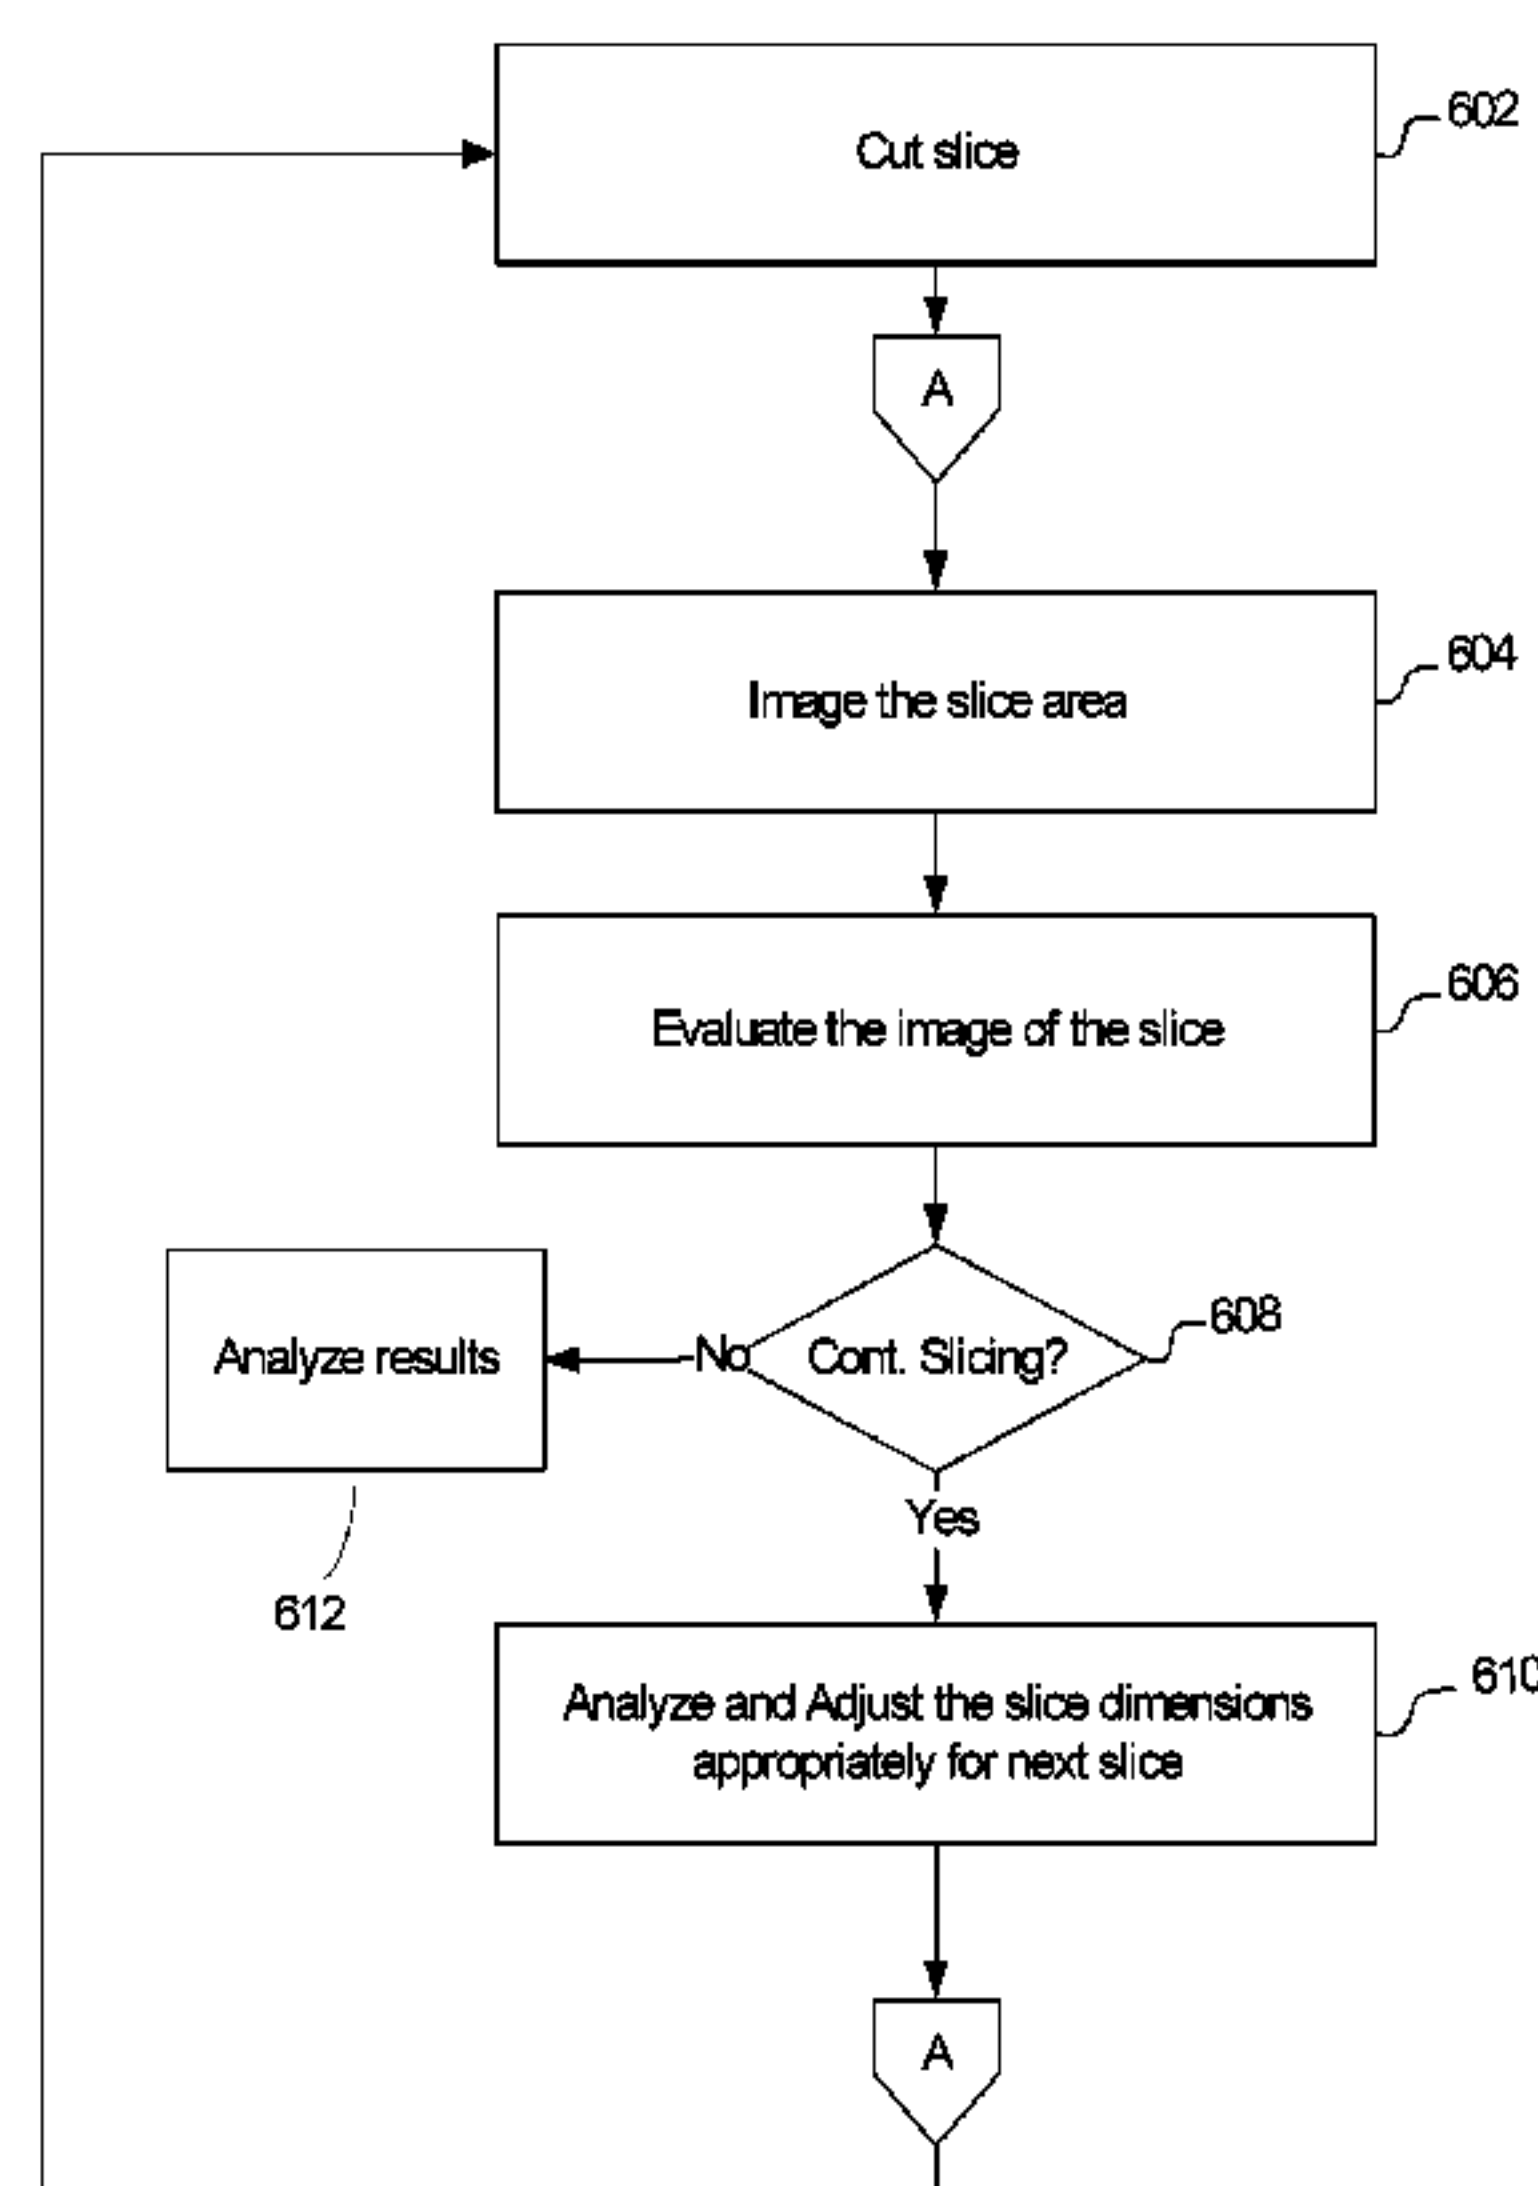 Cut slice
602
A
Image the slice area
604
Evaluate the image of the slice
606
Cont. Slicing?
608
No
Analyze results
612
Yes
Analyze and Adjust the slice dimensions
appropriately for next slice
610
A